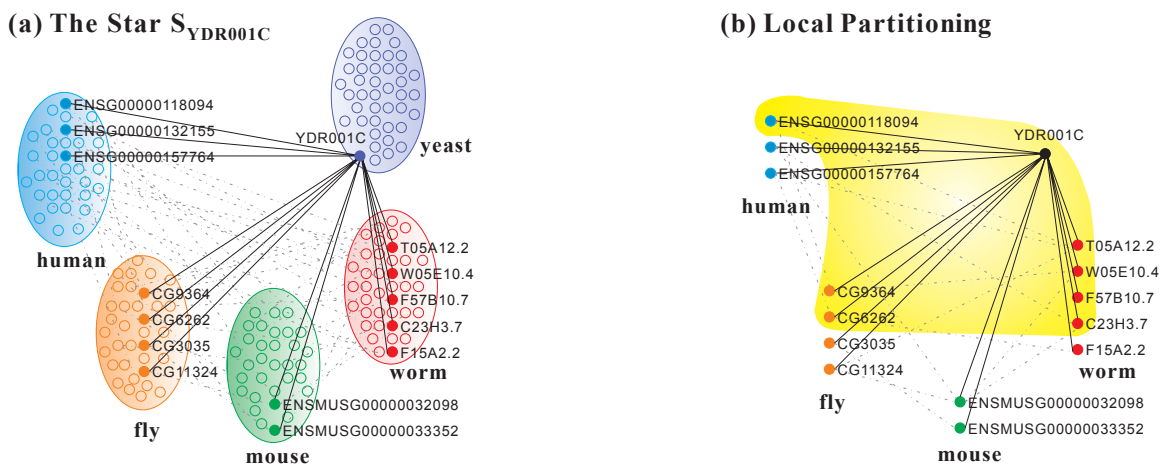 (a) The Star S_YDR001C
ENSG00000118094
ENSG00000132155
ENSG00000157764
YDR001C
yeast
human
T05A12.2
W05E10.4
F57B10.7
C23H3.7
F15A2.2
worm
CG9364
CG6262
CG3035
CG11324
fly
ENSMUSG00000032098
ENSMUSG00000033352
mouse
(b) Local Partitioning
ENSG00000118094
ENSG00000132155
ENSG00000157764
YDR001C
human
T05A12.2
W05E10.4
F57B10.7
C23H3.7
F15A2.2
worm
CG9364
CG6262
CG3035
CG11324
fly
ENSMUSG00000032098
ENSMUSG00000033352
mouse